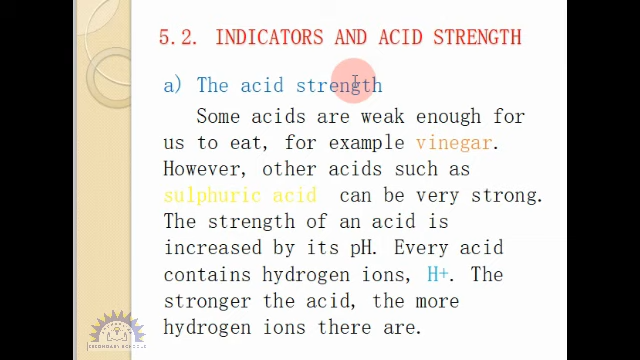 5.2. INDICATORS AND ACID STRENGTH
a) The acid strength
Some acids are weak enough for
us to eat, for example vinegar.
However, other acids such as
sulphuric acid can be very strong.
The strength of an acid is
increased by its pH. Every acid
contains hydrogen ions, H+. The
stronger the acid, the more
hydrogen ions there are.